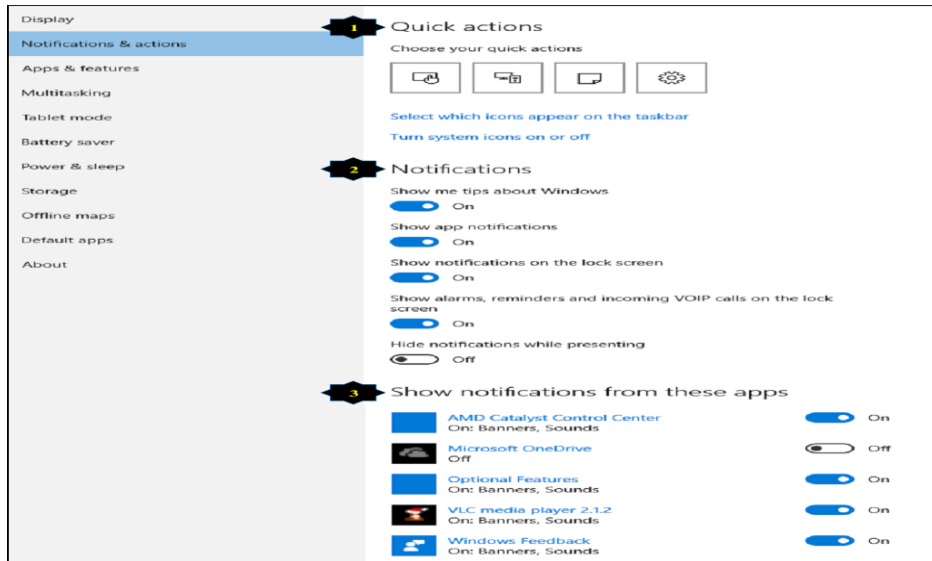 Display
Notifications & actions
Apps & features
Multitasking
Tablet mode
Battery saver
Power & sleep
Storage
Offline maps
Default apps
About
1
Quick actions
Choose your quick actions
Select which icons appear on the taskbar
Turn system icons on or off
2
Notifications
Show me tips about Windows
On
Show app notifications
On
Show notifications on the lock screen
On
Show alarms, reminders and incoming VOIP calls on the lock
screen
On
Hide notifications while presenting
Off
3
Show notifications from these apps
AMD Catalyst Control Center
On: Banners, Sounds
On
Microsoft OneDrive
Off
Off
Optional Features
On: Banners, Sounds
On
VLC media player 2.1.2
On: Banners, Sounds
On
Windows Feedback
On: Banners, Sounds
On